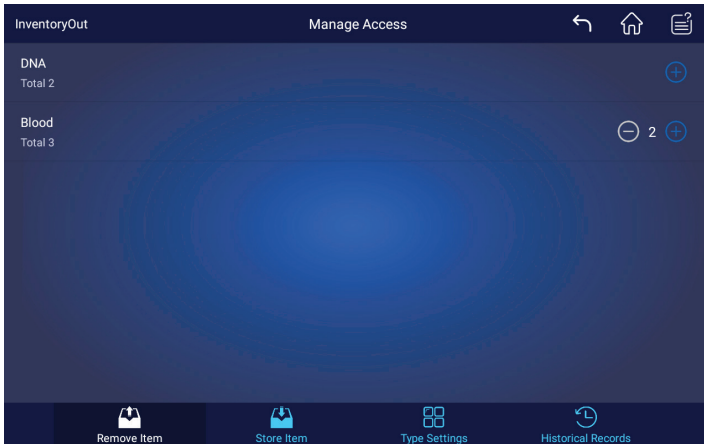 InventoryOut
Manage Access
DNA
Total 2
Blood
Total 3
2
Remove Item
Store Item
Type Settings
Historical Records